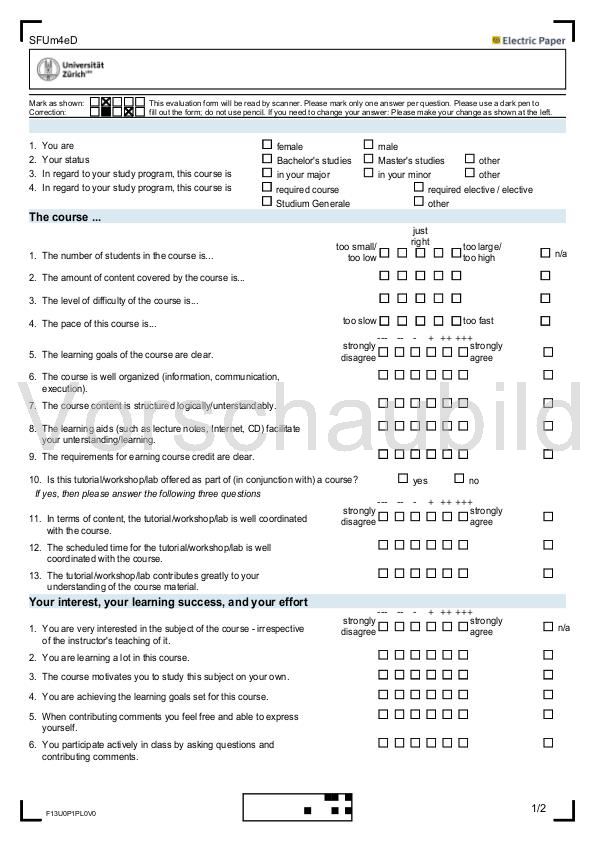 SFUm4eD
Electric Paper
Universität
Zürich UZH
Mark as shown: This evaluation form will be read by scanner. Please mark only one answer per question. Please use a dark pen to
Correction: fill out the form; do not use pencil. If you need to change your answer: Please make your change as shown at the left.
1. You are female male
2. Your status Bachelor's studies Master's studies other
3. In regard to your study program, this course is in your major in your minor other
4. In regard to your study program, this course is required course required elective / elective
Studium Generale other
The course ...
just
right
too small/ too large/
1. The number of students in the course is... too low too high n/a
2. The amount of content covered by the course is...
3. The level of difficulty of the course is...
4. The pace of this course is... too slow too fast
--- -- - + ++ +++
strongly strongly
5. The learning goals of the course are clear. disagree agree
6. The course is well organized (information, communication,
execution).
Vorschaubild
7. The course content is structured logically/unterstandably.
8. The learning aids (such as lecture notes, Internet, CD) facilitate
your unterstanding/learning.
9. The requirements for earning course credit are clear.
10. Is this tutorial/workshop/lab offered as part of (in conjunction with) a course? yes no
If yes, then please answer the following three questions
--- -- - + ++ +++
strongly strongly
11. In terms of content, the tutorial/workshop/lab is well coordinated disagree agree
with the course.
12. The scheduled time for the tutorial/workshop/lab is well
coordinated with the course.
13. The tutorial/workshop/lab contributes greatly to your
understanding of the course material.
Your interest, your learning success, and your effort
--- -- - + ++ +++
strongly strongly
1. You are very interested in the subject of the course - irrespective disagree agree n/a
of the instructor's teaching of it.
2. You are learning a lot in this course.
3. The course motivates you to study this subject on your own.
4. You are achieving the learning goals set for this course.
5. When contributing comments you feel free and able to express
yourself.
6. You participate actively in class by asking questions and
contributing comments.
F13U0P1PL0V0
1/2